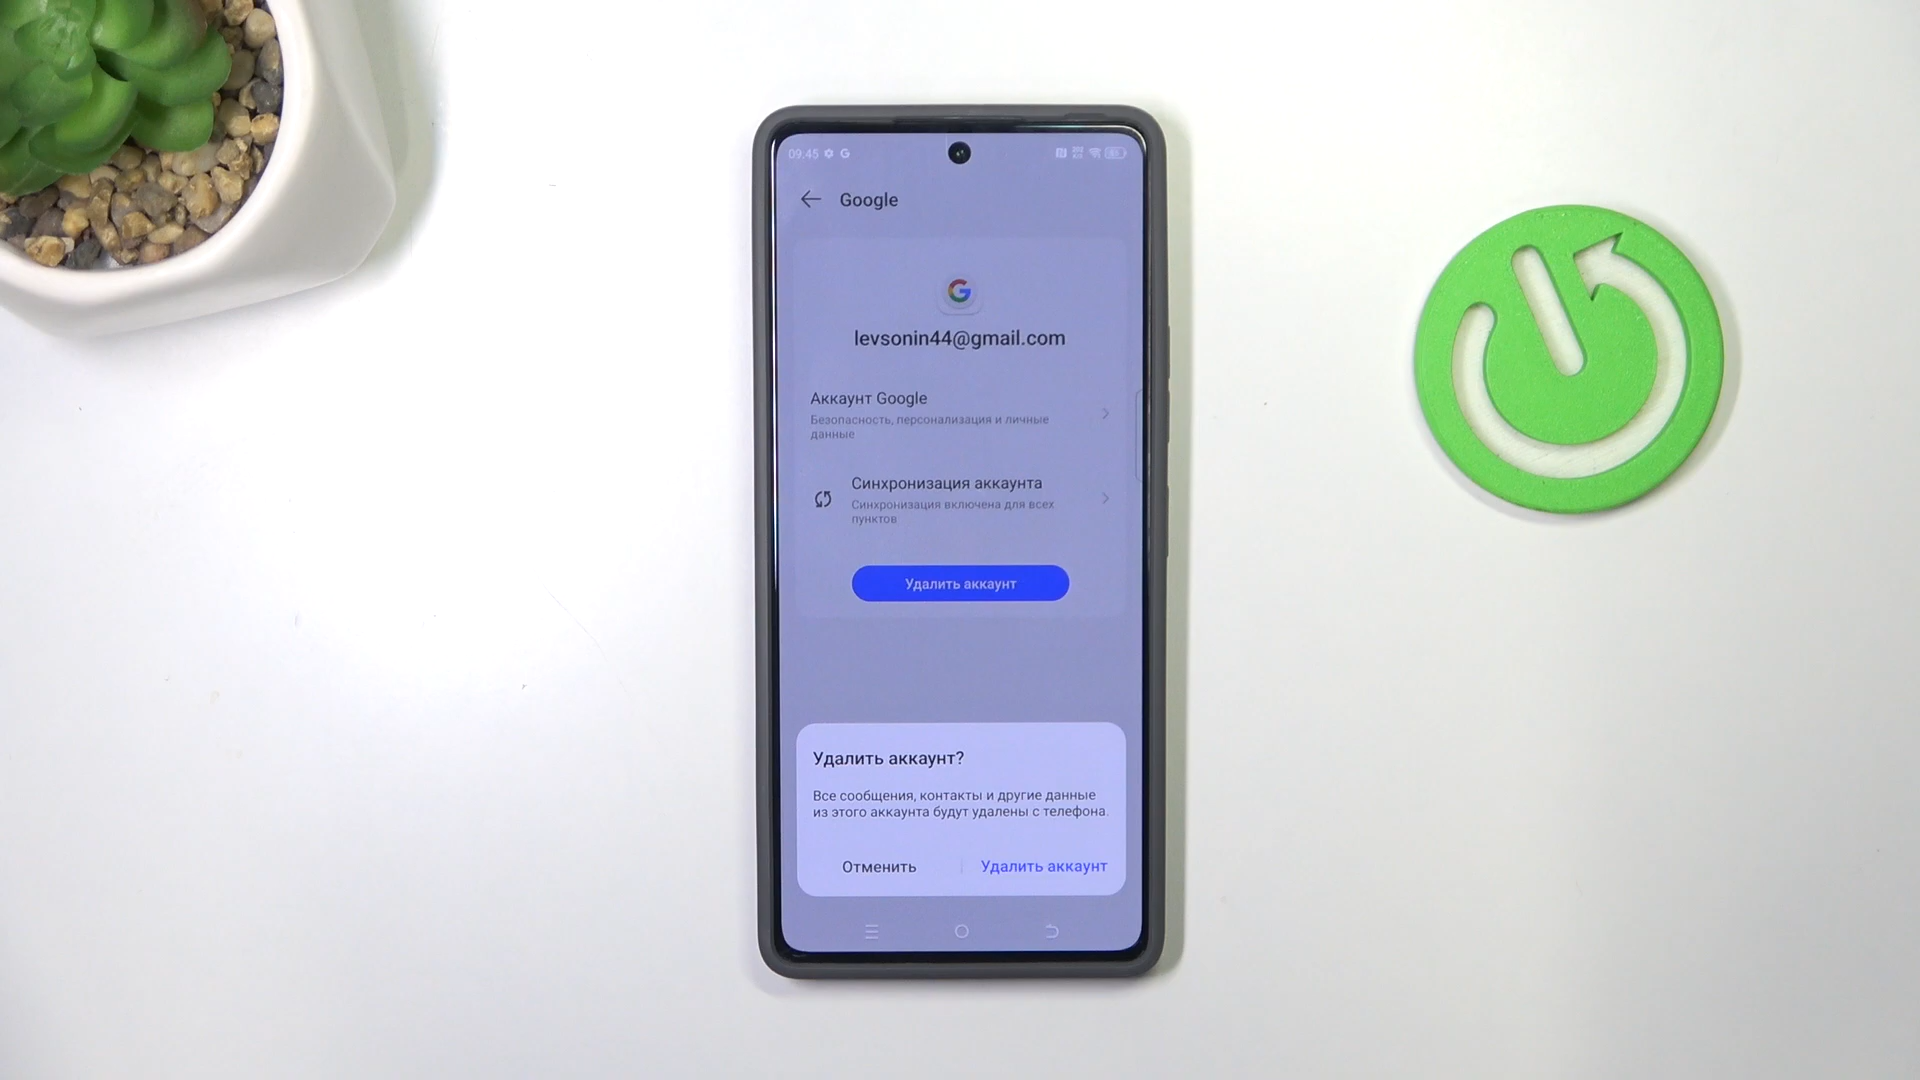 09:45
Google
levsonin44@gmail.com
Аккаунт Google
Безопасность, персонализация и личные
данные
Синхронизация аккаунта
Синхронизация включена для всех
пунктов
Удалить аккаунт
Удалить аккаунт?
Все сообщения, контакты и другие данные
из этого аккаунта будут удалены с телефона.
Отменить
Удалить аккаунт